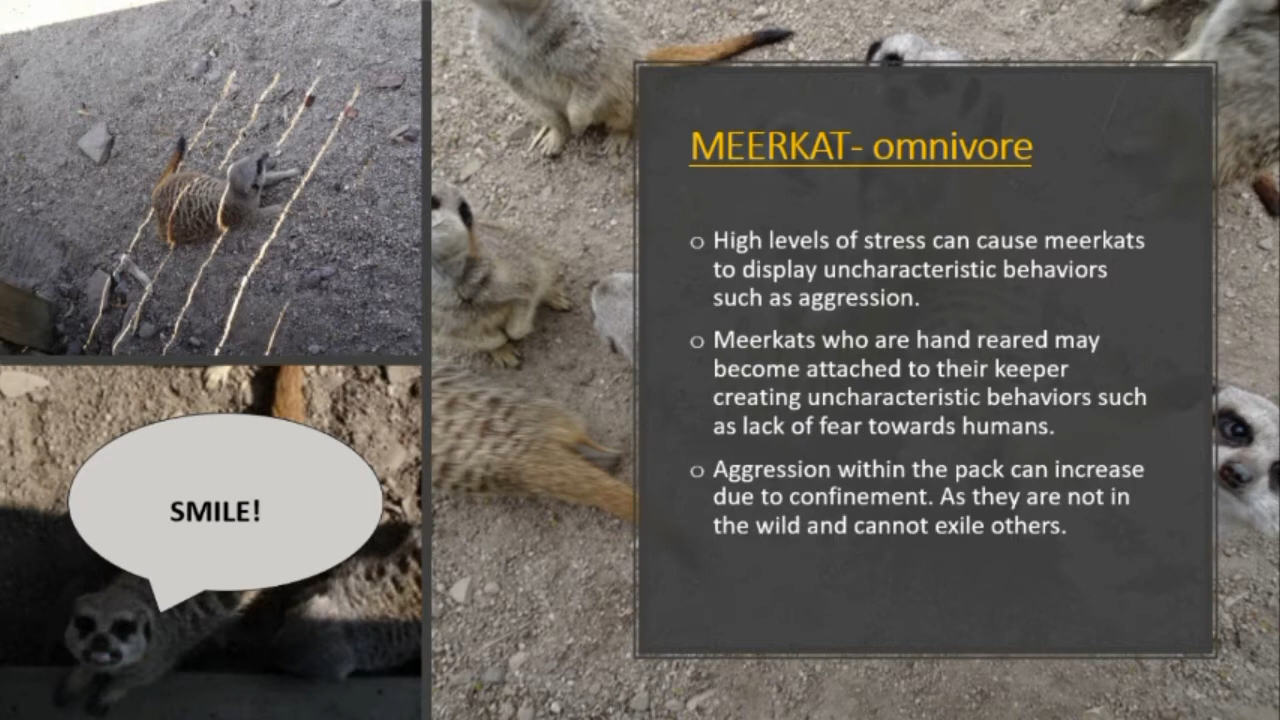 MEERKAT- omnivore
o High levels of stress can cause meerkats
to display uncharacteristic behaviors
such as aggression.
o Meerkats who are hand reared may
become attached to their keeper
creating uncharacteristic behaviors such
as lack of fear towards humans.
o Aggression within the pack can increase
due to confinement. As they are not in
the wild and cannot exile others.
SMILE!